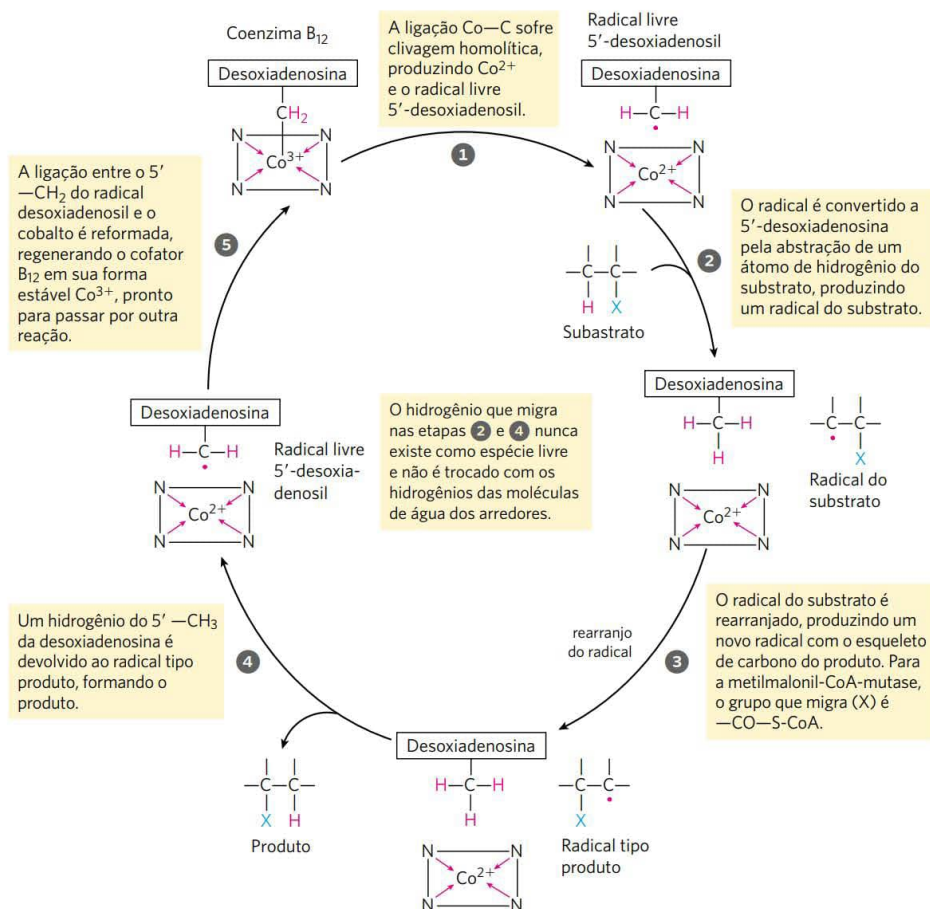 Coenzima B12
Desoxiadenosina
CH2
N N
Co3+
N N
A ligação Co—C sofre
clivagem homolítica,
produzindo Co2+
e o radical livre
5′-desoxiadenosil.
1
Radical livre
5′-desoxiadenosil
Desoxiadenosina
H—C—H
N N
Co2+
N N
O radical é convertido a
5′-desoxiadenosina
pela abstração de um
átomo de hidrogênio do
substrato, produzindo
um radical do substrato.
2
—C—C—
H X
Subastrato
Desoxiadenosina
H—C—H
H
N N
Co2+
N N
—C—C—
X
Radical do
substrato
O radical do substrato é
rearranjado, produzindo um
novo radical com o esqueleto
de carbono do produto. Para
a metilmalonil-CoA-mutase,
o grupo que migra (X) é
—CO—S-CoA.
3
rearranjo
do radical
Desoxiadenosina
H—C—H
H
N N
Co2+
N N
—C—C—
X
Radical tipo
produto
Um hidrogênio do 5′ —CH3
da desoxiadenosina é
devolvido ao radical tipo
produto, formando o
produto.
4
—C—C—
X H
Produto
Desoxiadenosina
H—C—H
N N
Co2+
N N
Radical livre
5′-desoxia-
denosil
A ligação entre o 5′
—CH2 do radical
desoxiadenosil e o
cobalto é reformada,
regenerando o cofator
B12 em sua forma
estável Co3+, pronto
para passar por outra
reação.
5
O hidrogênio que migra
nas etapas 2 e 4 nunca
existe como espécie livre
e não é trocado com os
hidrogênios das moléculas
de água dos arredores.